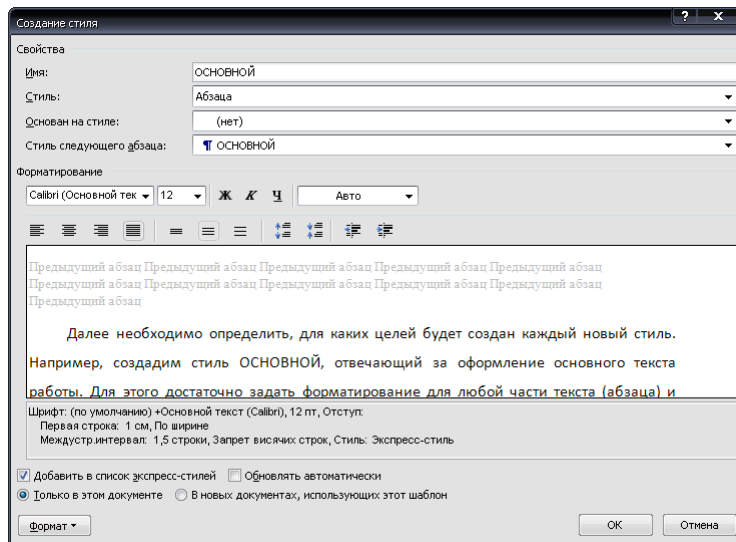 Создание стиля
Свойства
Имя: ОСНОВНОЙ
Стиль: Абзаца
Основан на стиле: (нет)
Стиль следующего абзаца: ¶ ОСНОВНОЙ
Форматирование
Calibri (Основной тек 12 Ж К Ч Авто
Предыдущий абзац Предыдущий абзац Предыдущий абзац Предыдущий абзац Предыдущий абзац
Предыдущий абзац Предыдущий абзац Предыдущий абзац Предыдущий абзац Предыдущий абзац
Предыдущий абзац
Далее необходимо определить, для каких целей будет создан каждый новый стиль.
Например, создадим стиль ОСНОВНОЙ, отвечающий за оформление основного текста
работы. Для этого достаточно задать форматирование для любой части текста (абзаца) и
Шрифт: (по умолчанию) +Основной текст (Calibri), 12 пт, Отступ:
Первая строка: 1 см, По ширине
Междустр.интервал: 1,5 строки, Запрет висячих строк, Стиль: Экспресс-стиль
Добавить в список экспресс-стилей Обновлять автоматически
Только в этом документе В новых документах, использующих этот шаблон
Формат ОК Отмена